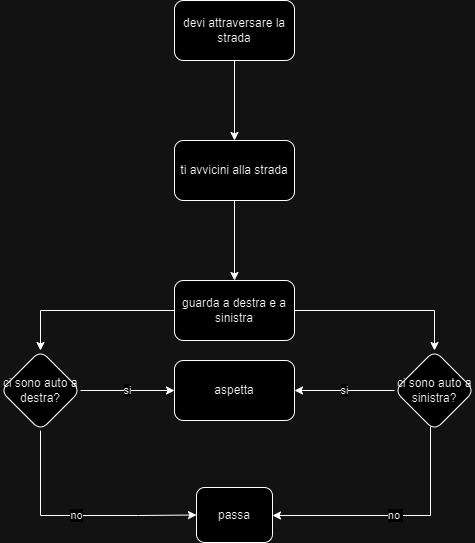 devi attraversare la
strada
ti avvicini alla strada
guarda a destra e a
sinistra
ci sono auto a
destra?
si
aspetta
si
ci sono auto a
sinistra?
no
passa
no